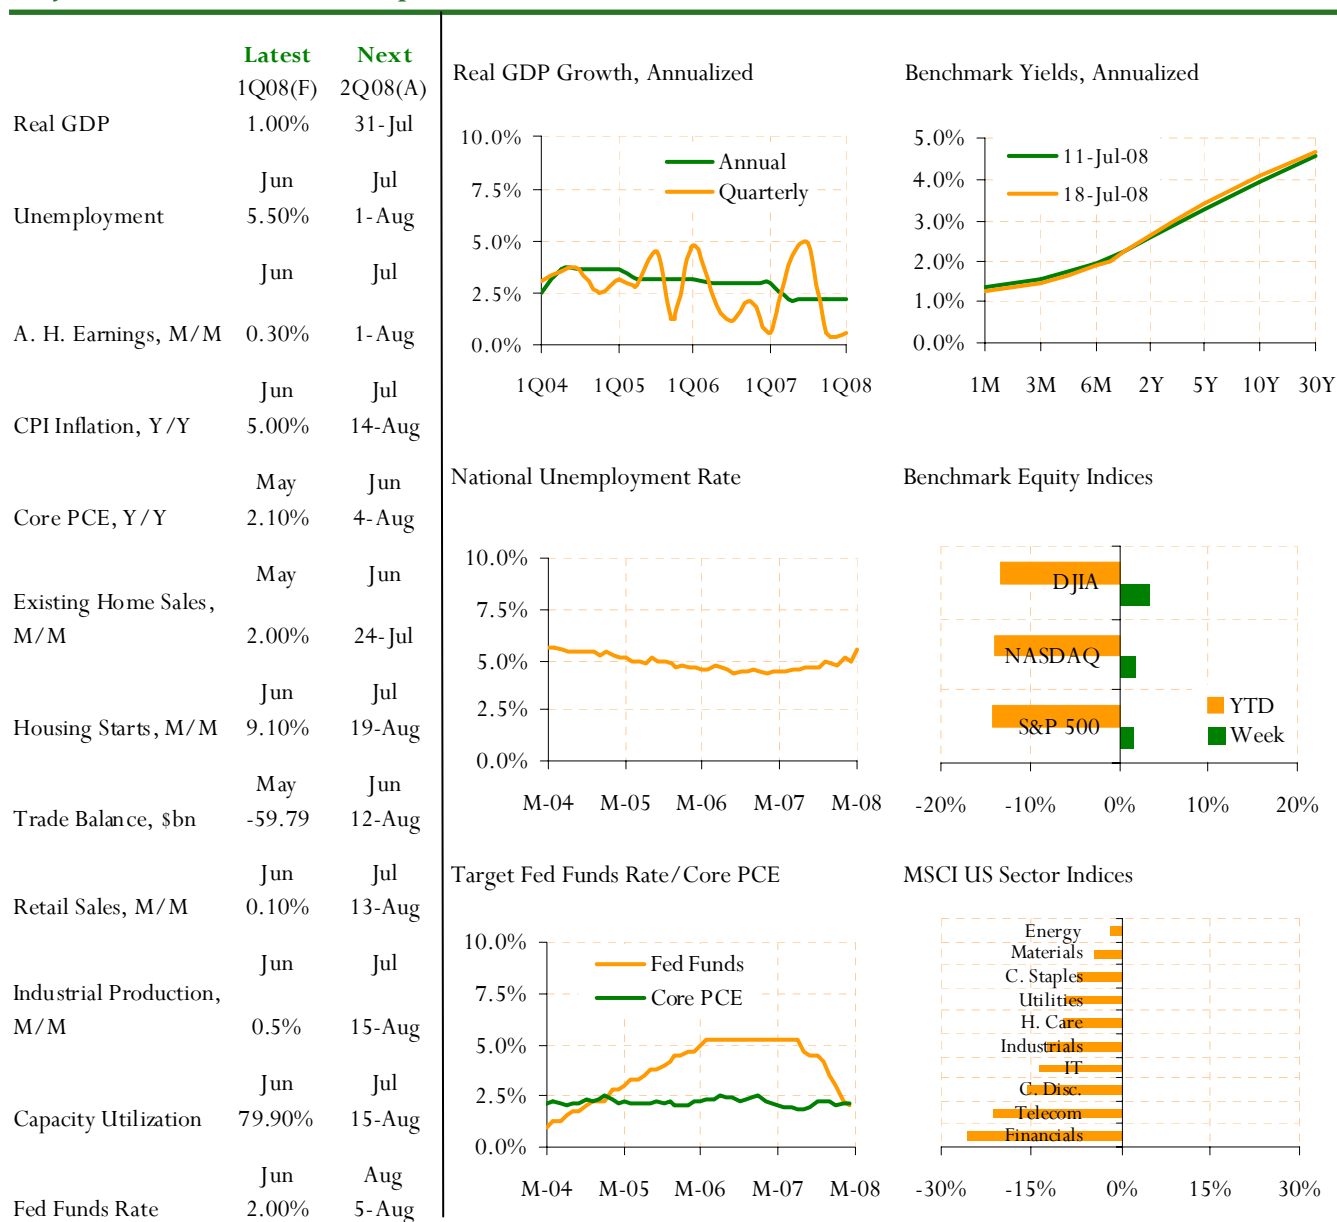 Latest Next
1Q08(F) 2Q08(A)
Real GDP 1.00% 31-Jul
Jun Jul
Unemployment 5.50% 1-Aug
Jun Jul
A. H. Earnings, M/M 0.30% 1-Aug
Jun Jul
CPI Inflation, Y/Y 5.00% 14-Aug
May Jun
Core PCE, Y/Y 2.10% 4-Aug
May Jun
Existing Home Sales,
M/M 2.00% 24-Jul
Jun Jul
Housing Starts, M/M 9.10% 19-Aug
May Jun
Trade Balance, $bn -59.79 12-Aug
Jun Jul
Retail Sales, M/M 0.10% 13-Aug
Jun Jul
Industrial Production,
M/M 0.5% 15-Aug
Jun Jul
Capacity Utilization 79.90% 15-Aug
Jun Aug
Fed Funds Rate 2.00% 5-Aug
Real GDP Growth, Annualized
10.0%
7.5%
5.0%
2.5%
0.0%
Annual
Quarterly
1Q04 1Q05 1Q06 1Q07 1Q08
Benchmark Yields, Annualized
5.0%
4.0%
3.0%
2.0%
1.0%
0.0%
11-Jul-08
18-Jul-08
1M 3M 6M 2Y 5Y 10Y 30Y
National Unemployment Rate
10.0%
7.5%
5.0%
2.5%
0.0%
M-04 M-05 M-06 M-07 M-08
Benchmark Equity Indices
DJIA
NASDAQ
S&P 500
YTD
Week
-20% -10% 0% 10% 20%
Target Fed Funds Rate/Core PCE
10.0%
7.5%
5.0%
2.5%
0.0%
Fed Funds
Core PCE
M-04 M-05 M-06 M-07 M-08
MSCI US Sector Indices
Energy
Materials
C. Staples
Utilities
H. Care
Industrials
IT
C. Disc.
Telecom
Financials
-30% -15% 0% 15% 30%